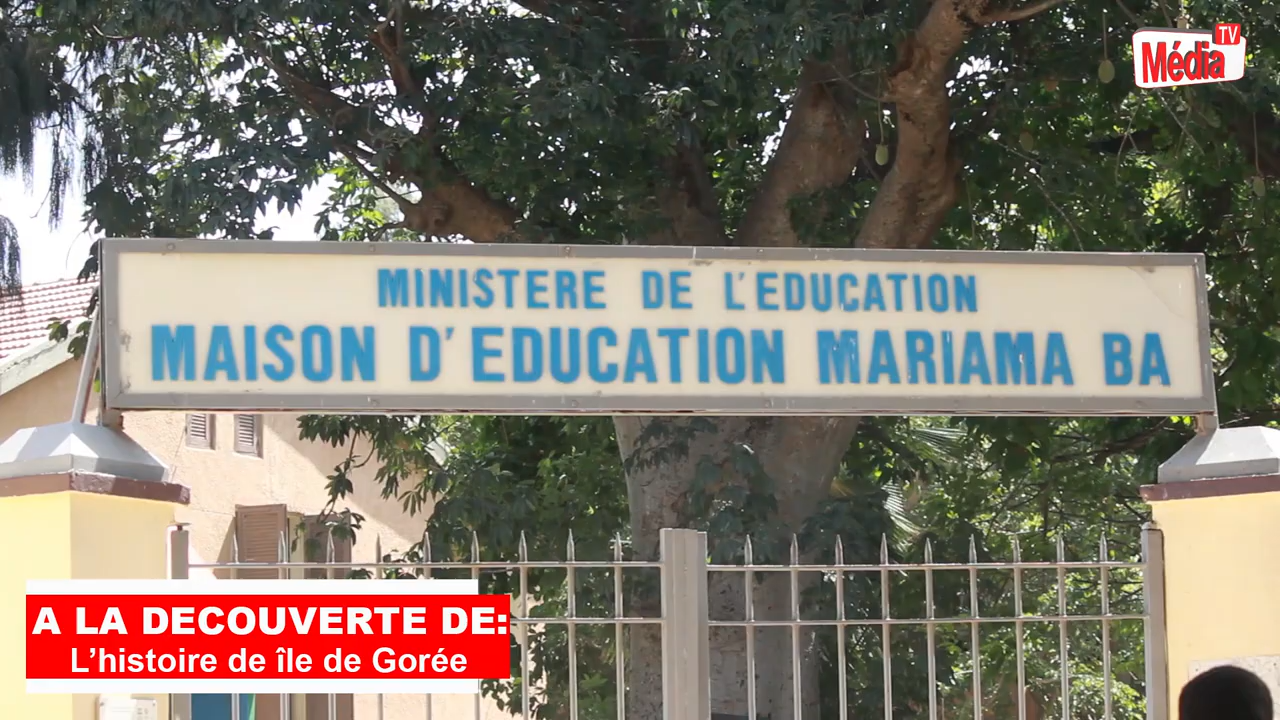 Média TV
MINISTERE DE L'EDUCATION
MAISON D'EDUCATION MARIAMA BA
A LA DECOUVERTE DE:
L'histoire de île de Gorée